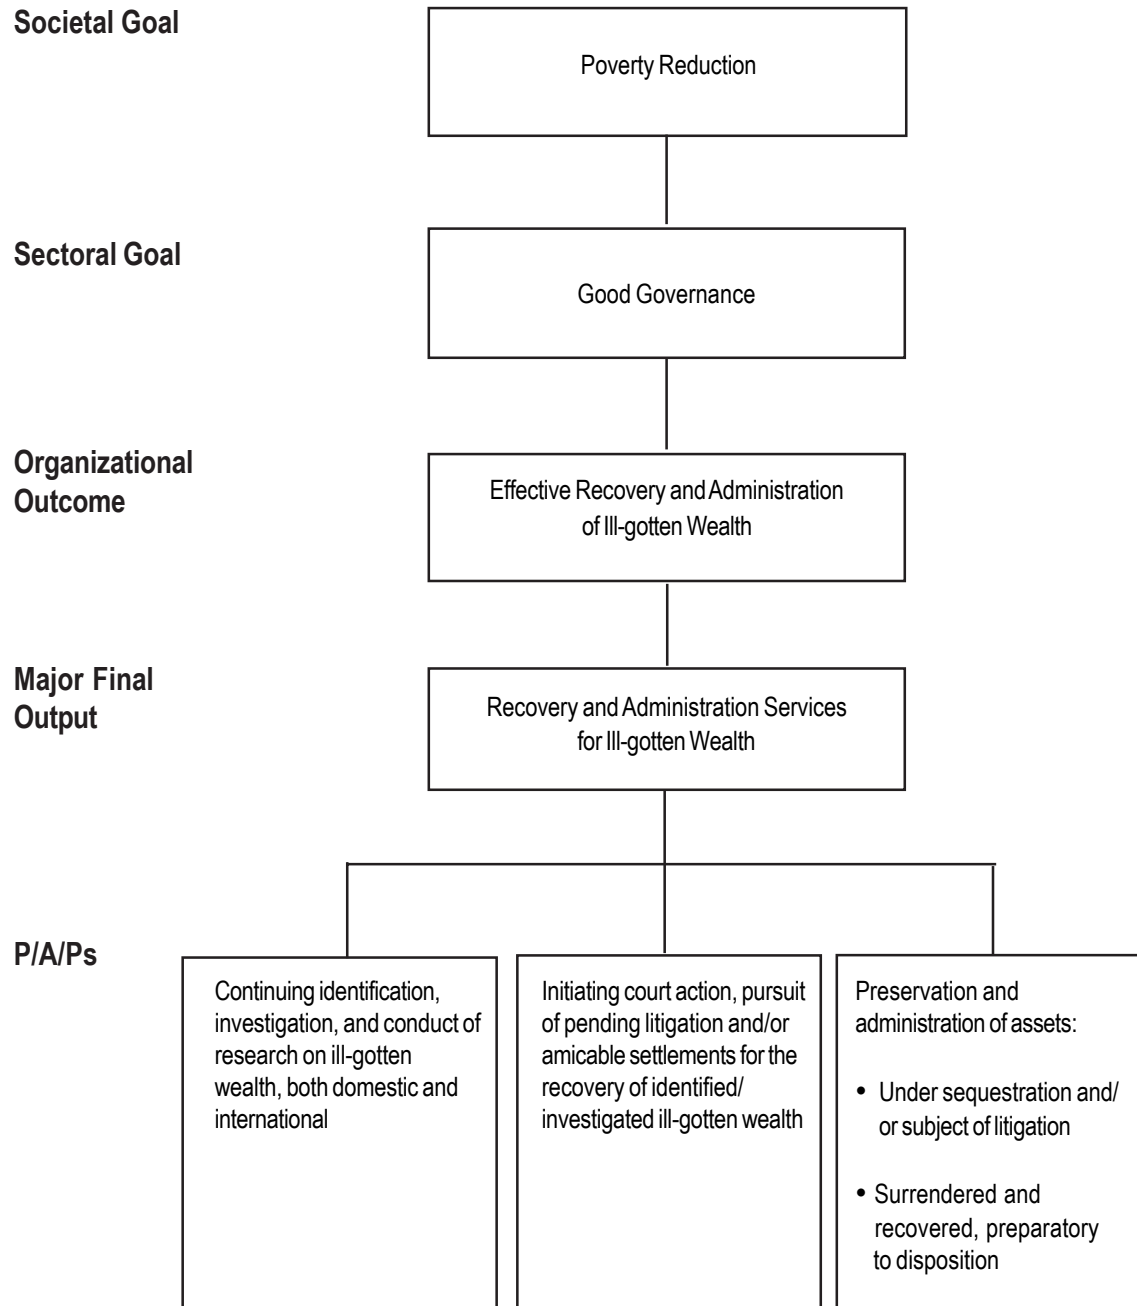 Societal Goal
Poverty Reduction
Sectoral Goal
Good Governance
Organizational
Outcome
Effective Recovery and Administration
of Ill-gotten Wealth
Major Final
Output
Recovery and Administration Services
for Ill-gotten Wealth
P/A/Ps
Continuing identification,
investigation, and conduct of
research on ill-gotten
wealth, both domestic and
international
Initiating court action, pursuit
of pending litigation and/or
amicable settlements for the
recovery of identified/
investigated ill-gotten wealth
Preservation and
administration of assets:
• Under sequestration and/
or subject of litigation
• Surrendered and
recovered, preparatory
to disposition